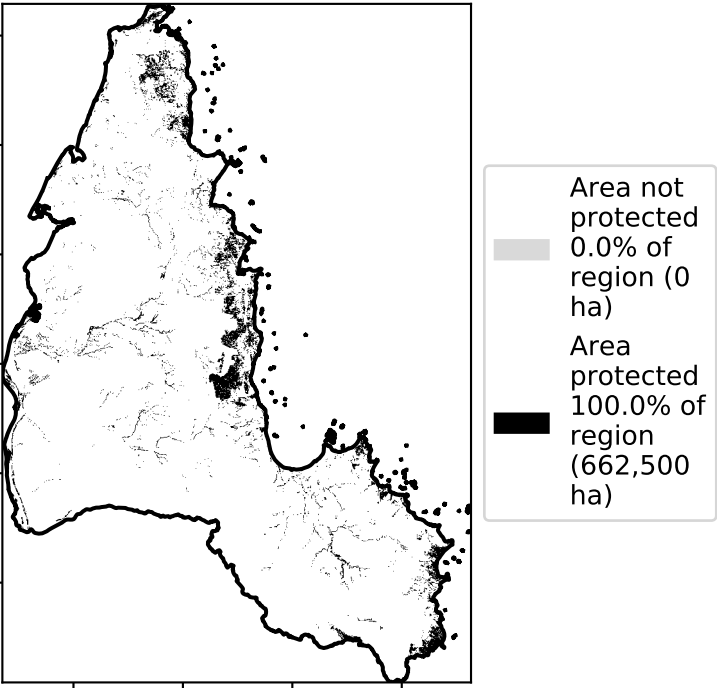 Area not
protected
0.0% of
region (0
ha)
Area
protected
100.0% of
region
(662,500
ha)